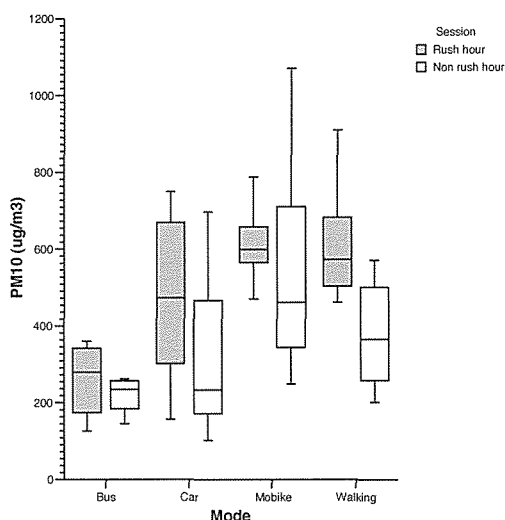 Session
Rush hour
Non rush hour
PM10 (ug/m3)
1200
1000
800
600
400
200
0
Bus Car Mobike Walking
Mode